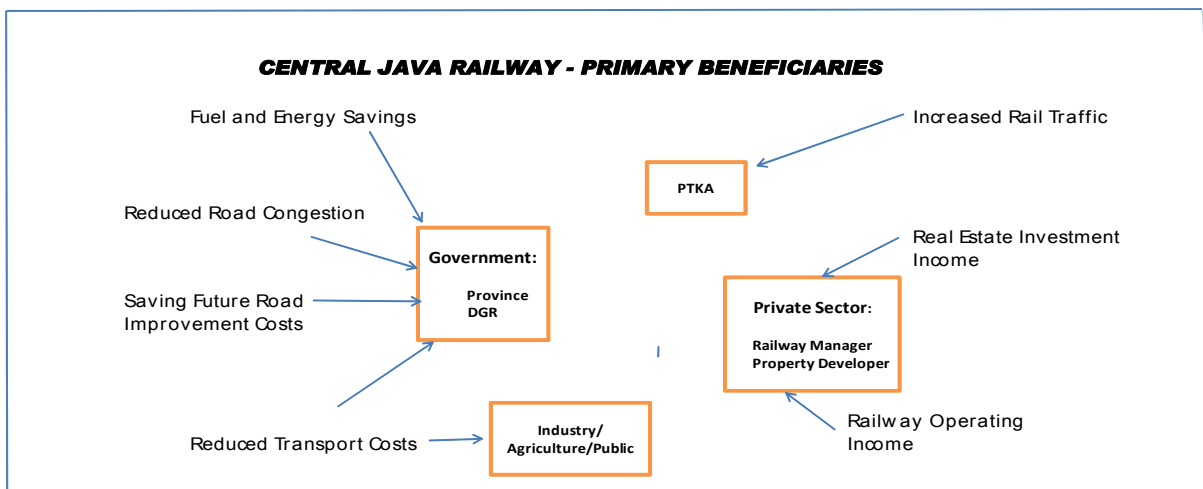 CENTRAL JAVA RAILWAY - PRIMARY BENEFICIARIES
Fuel and Energy Savings
Increased Rail Traffic
PTKA
Reduced Road Congestion
Government:
Province
DGR
Real Estate Investment
Income
Saving Future Road
Improvement Costs
Private Sector:
Railway Manager
Property Developer
Reduced Transport Costs
Industry/
Agriculture/Public
Railway Operating
Income